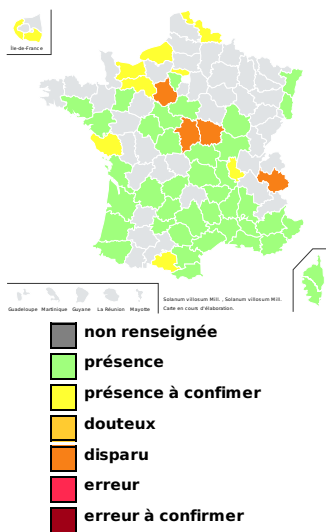 Île-de-France
Guadeloupe Martinique Guyane La Réunion Mayotte
Solanum villosum Mill. , Solanum villosum Mill.
Carte en cours d'élaboration.
non renseignée
présence
présence à confimer
douteux
disparu
erreur
erreur à confirmer